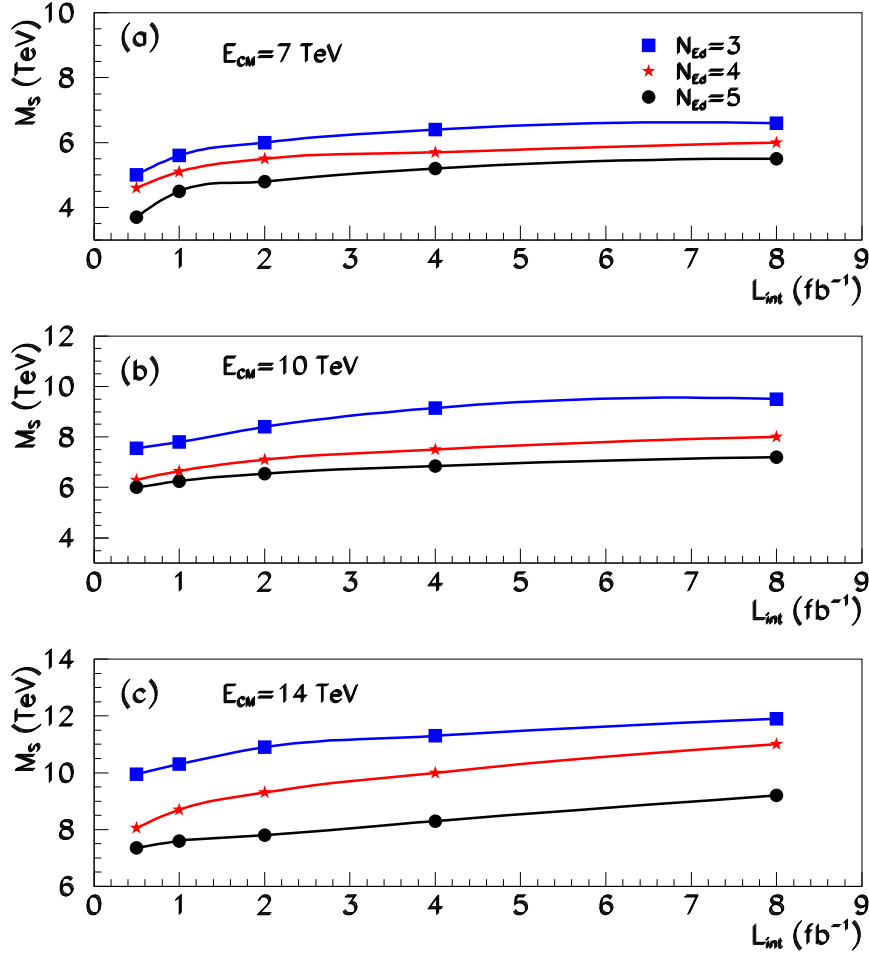 (a)
E_CM=7 TeV
N_Ed=3
N_Ed=4
N_Ed=5
M_S (TeV)
10
8
6
4
0 1 2 3 4 5 6 7 8 9
L_int (fb⁻¹)
(b)
E_CM=10 TeV
M_S (TeV)
12
10
8
6
4
0 1 2 3 4 5 6 7 8 9
L_int (fb⁻¹)
(c)
E_CM=14 TeV
M_S (TeV)
14
12
10
8
6
0 1 2 3 4 5 6 7 8 9
L_int (fb⁻¹)